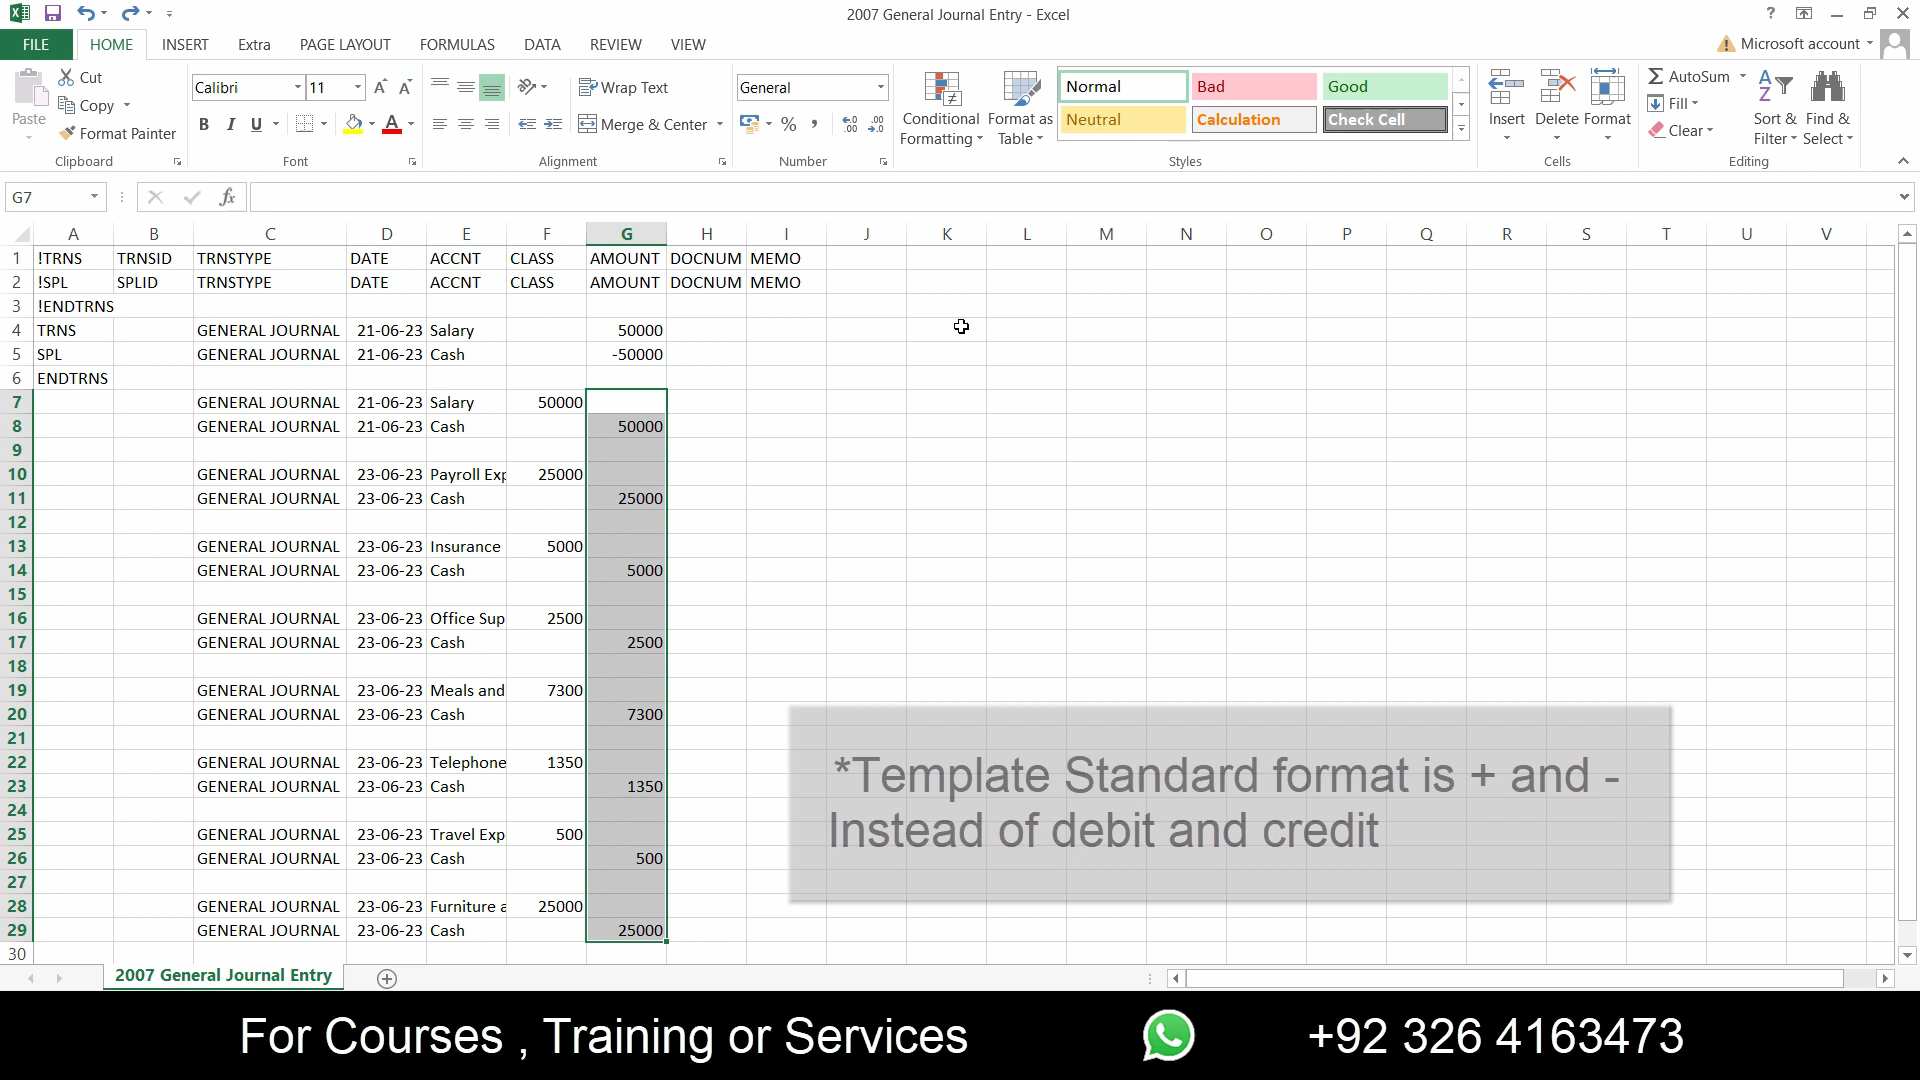 2007 General Journal Entry - Excel
FILE HOME INSERT Extra PAGE LAYOUT FORMULAS DATA REVIEW VIEW Microsoft account
Cut
Copy
Format Painter
Paste
Clipboard
Calibri 11
B I U
Font
Wrap Text
Merge & Center
Alignment
General
%
Number
Conditional Formatting
Format as Table
Normal Bad Good
Neutral Calculation Check Cell
Styles
Insert Delete Format
Cells
AutoSum
Fill
Clear
Sort & Filter
Find & Select
Editing
G7 fx
A B C D E F G H I J K L M N O P Q R S T U V
1 !TRNS TRNSID TRNSTYPE DATE ACCNT CLASS AMOUNT DOCNUM MEMO
2 !SPL SPLID TRNSTYPE DATE ACCNT CLASS AMOUNT DOCNUM MEMO
3 !ENDTRNS
4 TRNS GENERAL JOURNAL 21-06-23 Salary 50000
5 SPL GENERAL JOURNAL 21-06-23 Cash -50000
6 ENDTRNS
7 GENERAL JOURNAL 21-06-23 Salary 50000
8 GENERAL JOURNAL 21-06-23 Cash 50000
9
10 GENERAL JOURNAL 23-06-23 Payroll Exp 25000
11 GENERAL JOURNAL 23-06-23 Cash 25000
12
13 GENERAL JOURNAL 23-06-23 Insurance 5000
14 GENERAL JOURNAL 23-06-23 Cash 5000
15
16 GENERAL JOURNAL 23-06-23 Office Sup 2500
17 GENERAL JOURNAL 23-06-23 Cash 2500
18
19 GENERAL JOURNAL 23-06-23 Meals and 7300
20 GENERAL JOURNAL 23-06-23 Cash 7300
21
22 GENERAL JOURNAL 23-06-23 Telephone 1350
23 GENERAL JOURNAL 23-06-23 Cash 1350
24
25 GENERAL JOURNAL 23-06-23 Travel Exp 500
26 GENERAL JOURNAL 23-06-23 Cash 500
27
28 GENERAL JOURNAL 23-06-23 Furniture a 25000
29 GENERAL JOURNAL 23-06-23 Cash 25000
30
*Template Standard format is + and -
Instead of debit and credit
2007 General Journal Entry
For Courses , Training or Services +92 326 4163473